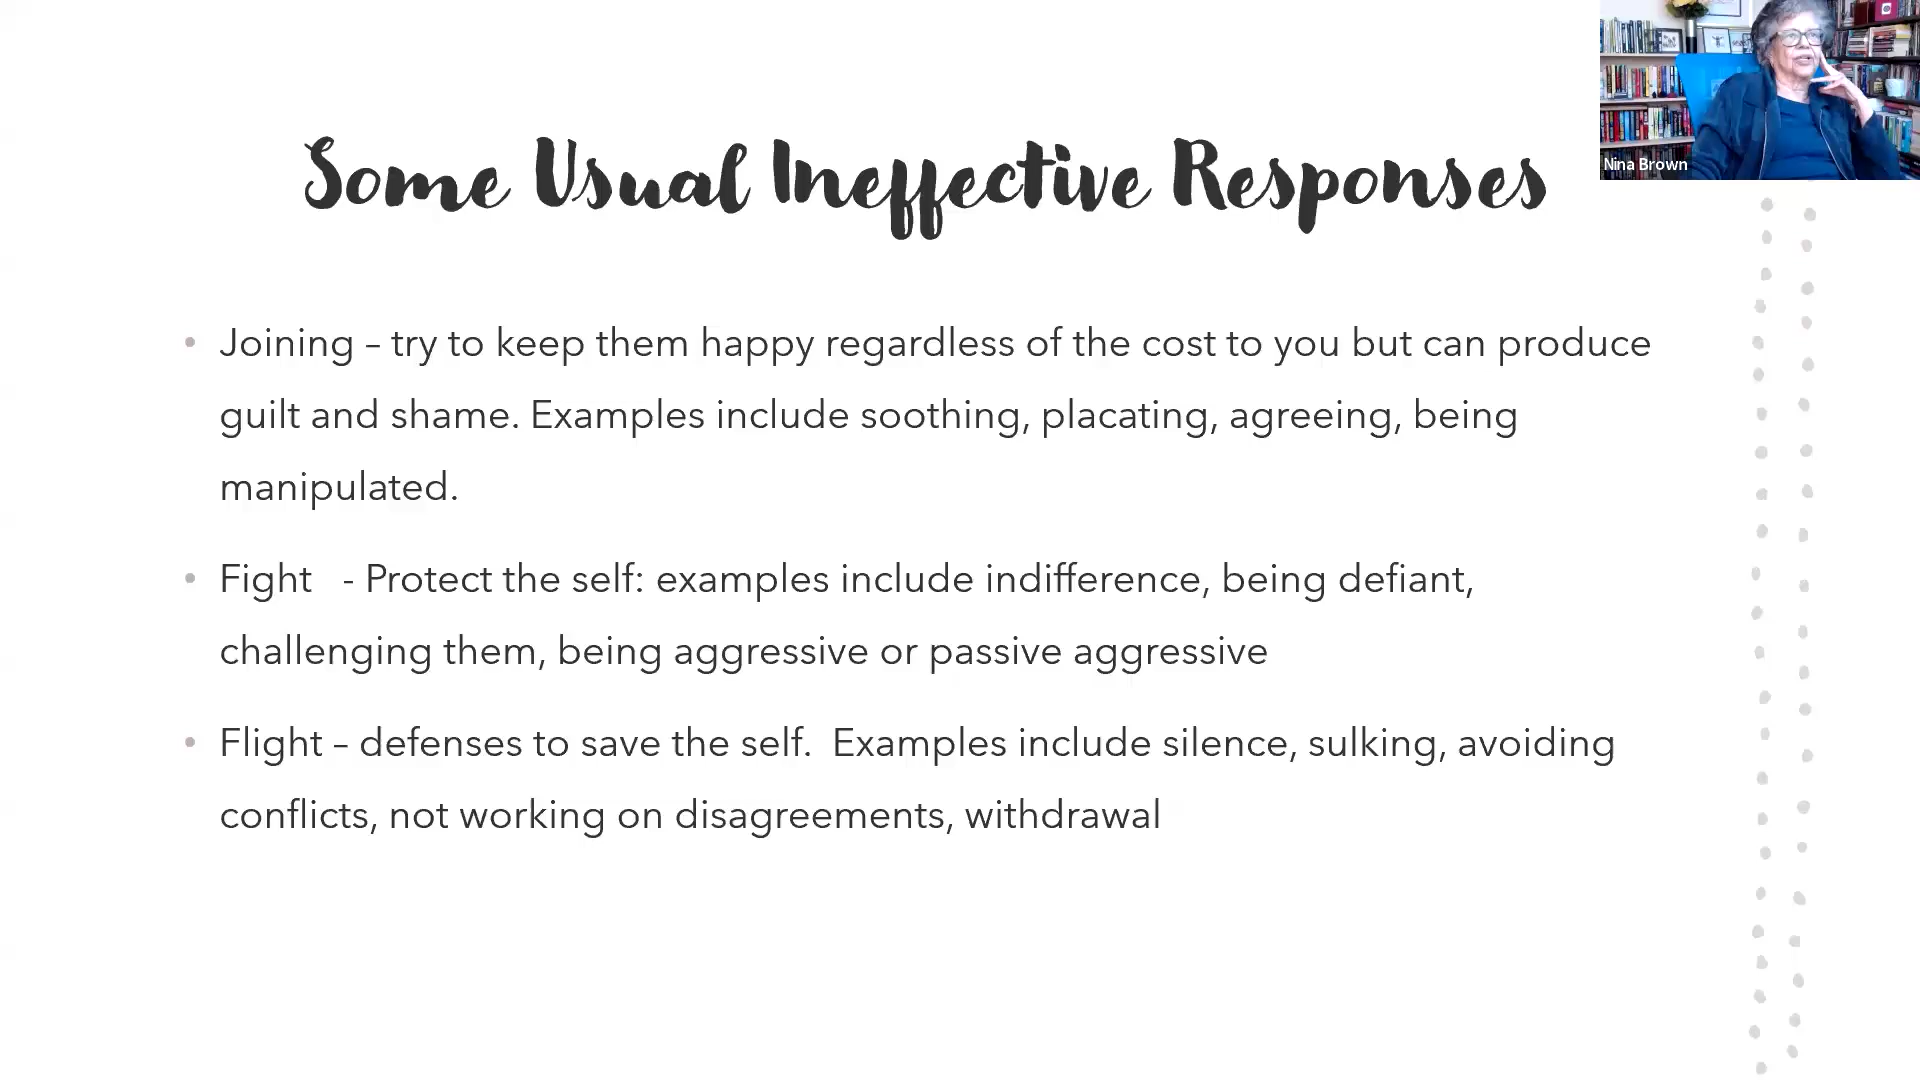 Nina Brown
Some Usual Ineffective Responses
• Joining – try to keep them happy regardless of the cost to you but can produce
guilt and shame. Examples include soothing, placating, agreeing, being
manipulated.
• Fight   - Protect the self: examples include indifference, being defiant,
challenging them, being aggressive or passive aggressive
• Flight – defenses to save the self.  Examples include silence, sulking, avoiding
conflicts, not working on disagreements, withdrawal